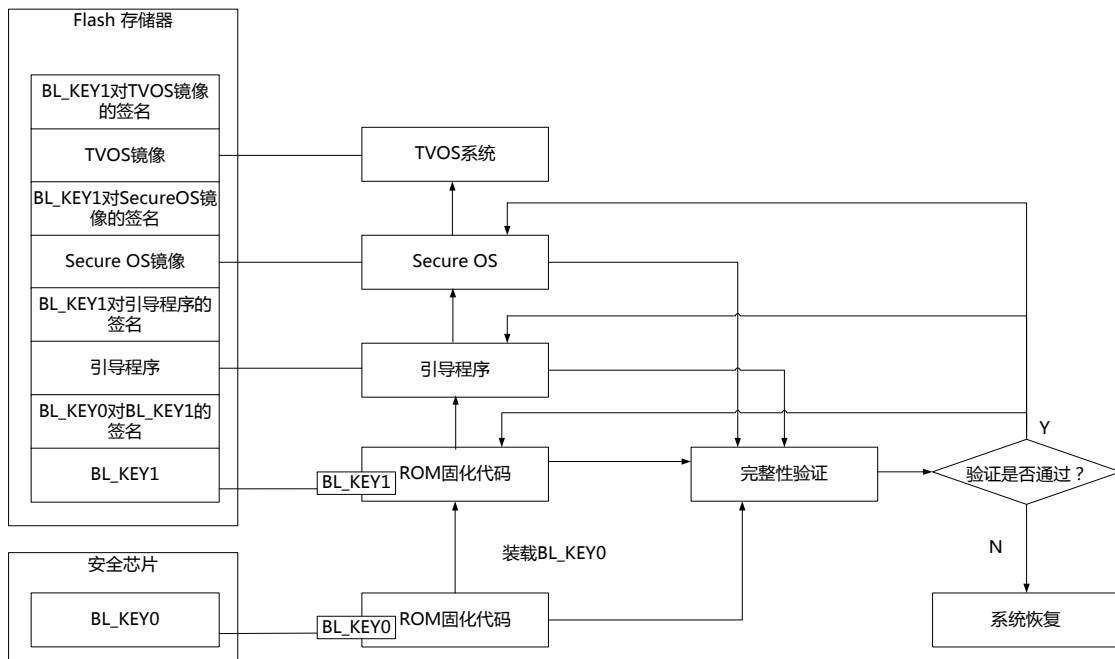 Flash 存储器
BL_KEY1对TVOS镜像
的签名
TVOS镜像
BL_KEY1对SecureOS镜
像的签名
Secure OS镜像
BL_KEY1对引导程序的
签名
引导程序
BL_KEY0对BL_KEY1的
签名
BL_KEY1
安全芯片
BL_KEY0
TVOS系统
Secure OS
引导程序
BL_KEY1
ROM固化代码
装载BL_KEY0
BL_KEY0
ROM固化代码
完整性验证
Y
验证是否通过？
N
系统恢复